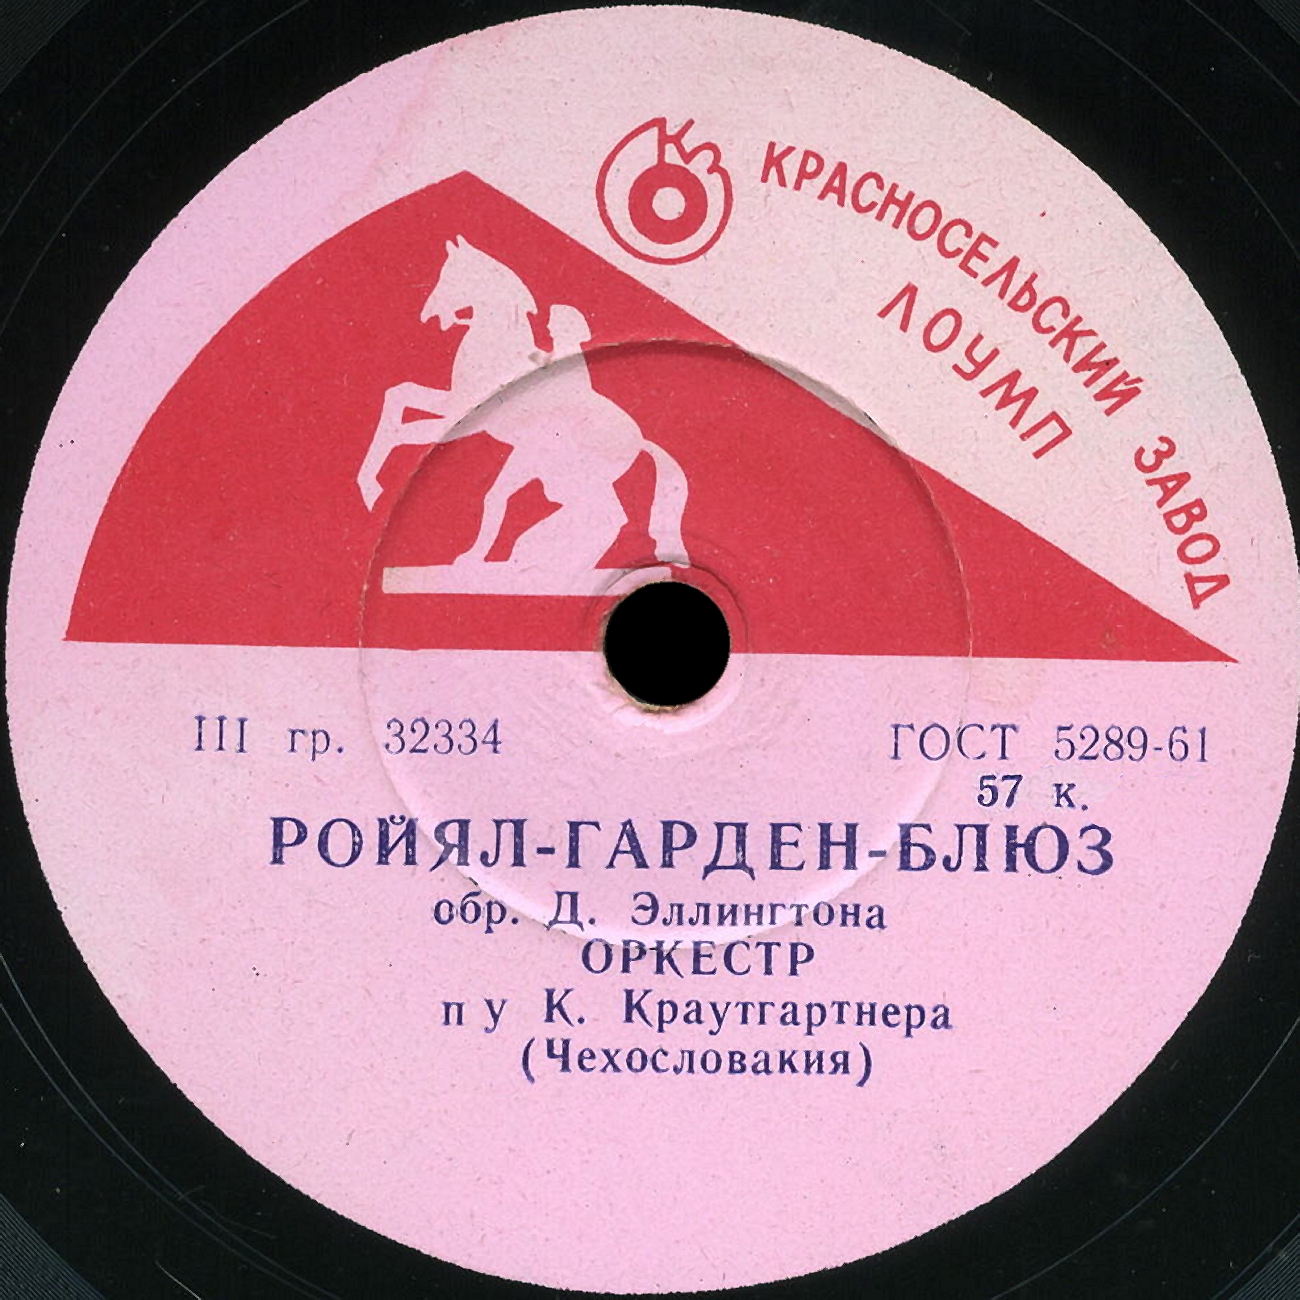 КРАСНОСЕЛЬСКИЙ ЗАВОД
ЛОУМП
III гр. 32334
ГОСТ 5289-61
57 к.
РОЙЯЛ-ГАРДЕН-БЛЮЗ
обр. Д. Эллингтона
ОРКЕСТР
п у К. Краутгартнера
(Чехословакия)